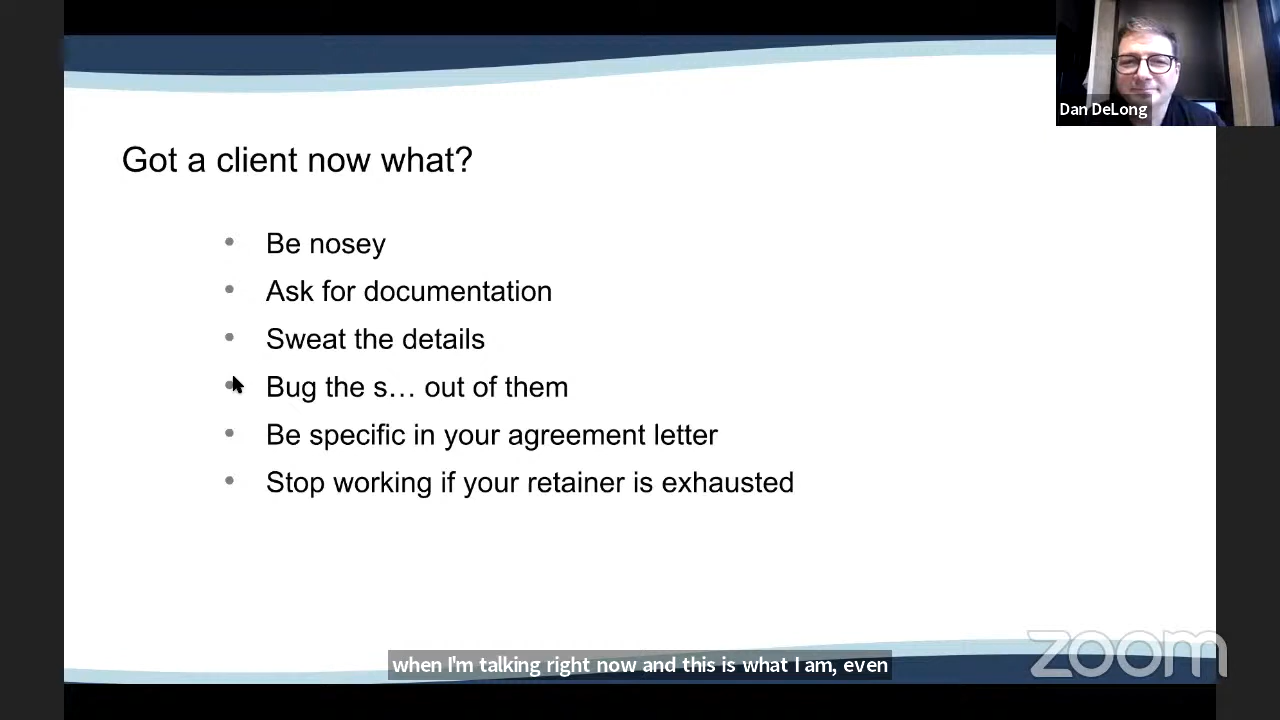 Dan DeLong
Got a client now what?
Be nosey
Ask for documentation
Sweat the details
Bug the s… out of them
Be specific in your agreement letter
Stop working if your retainer is exhausted
when I'm talking right now and this is what I am, even
zoom